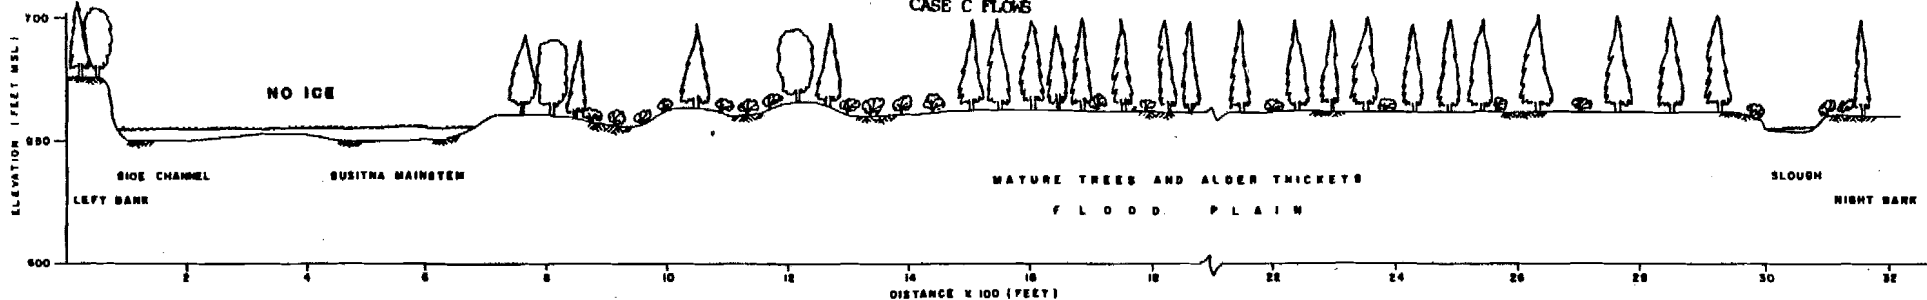 CASE C FLOWS
700
NO ICE
ELEVATION (FEET MSL)
650
SIDE CHANNEL
SUSITNA MAINSTEM
MATURE TREES AND ALDER THICKETS
SLOUGH
LEFT BANK
FLOOD PLAIN
RIGHT BANK
600
2 4 6 8 10 12 14 16 18 22 24 26 28 30 32
DISTANCE X 100 (FEET)